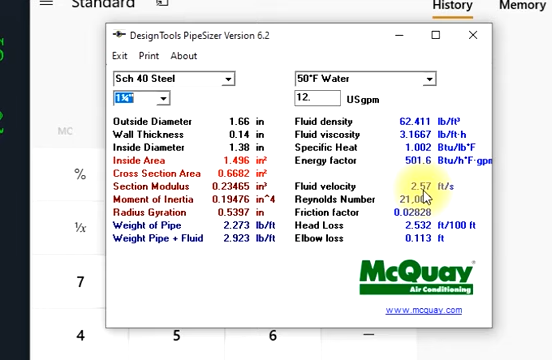 Standard
History Memory
DesignTools PipeSizer Version 6.2
Exit Print About
Sch 40 Steel
50°F Water
1¼"
12. USgpm
Outside Diameter 1.66 in
Fluid density 62.411 lb/ft³
Wall Thickness 0.14 in
Fluid viscosity 3.1667 lb/ft·h
Inside Diameter 1.38 in
Specific Heat 1.002 Btu/lb°F
Inside Area 1.496 in²
Energy factor 501.6 Btu/h°F·gpm
Cross Section Area 0.6682 in²
Section Modulus 0.23465 in³
Fluid velocity 2.57 ft/s
Moment of Inertia 0.19476 in^4
Reynolds Number
Radius Gyration 0.5397 in
Friction factor 0.02828
Weight of Pipe 2.273 lb/ft
Head Loss 2.532 ft/100 ft
Weight Pipe + Fluid 2.923 lb/ft
Elbow loss 0.113 ft
McQuay
Air Conditioning
www.mcquay.com
MC
%
¹/x
7
4 5 6 −